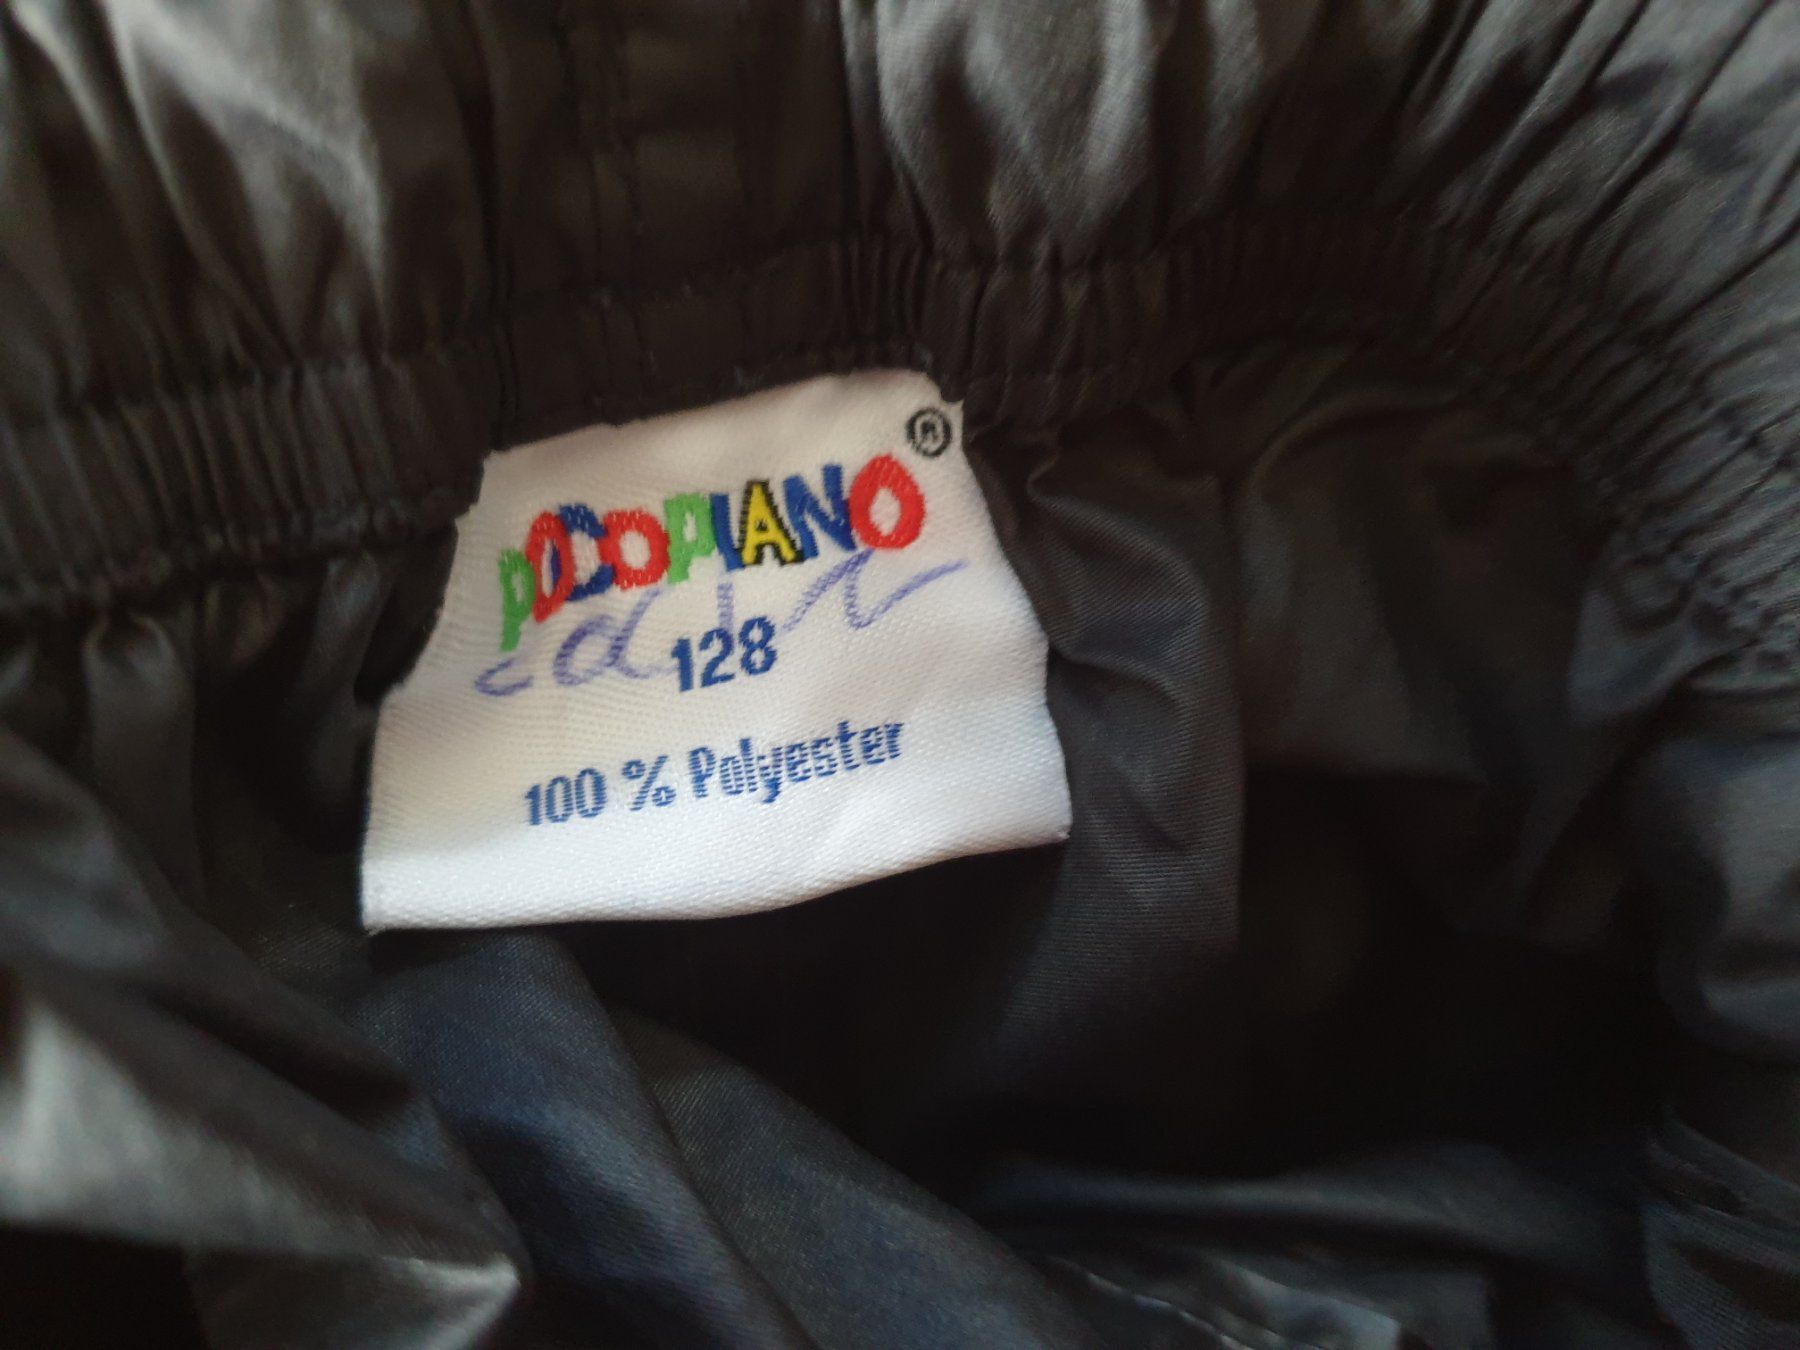 POCOPIANO ®
128
100 % Polyester